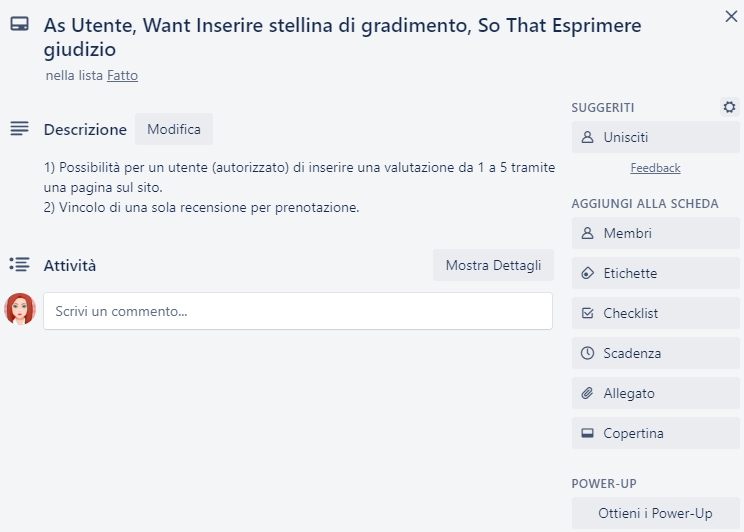 As Utente, Want Inserire stellina di gradimento, So That Esprimere
giudizio
nella lista Fatto
Descrizione
Modifica
1) Possibilità per un utente (autorizzato) di inserire una valutazione da 1 a 5 tramite
una pagina sul sito.
2) Vincolo di una sola recensione per prenotazione.
Attività
Mostra Dettagli
Scrivi un commento...
SUGGERITI
Unisciti
Feedback
AGGIUNGI ALLA SCHEDA
Membri
Etichette
Checklist
Scadenza
Allegato
Copertina
POWER-UP
Ottieni i Power-Up